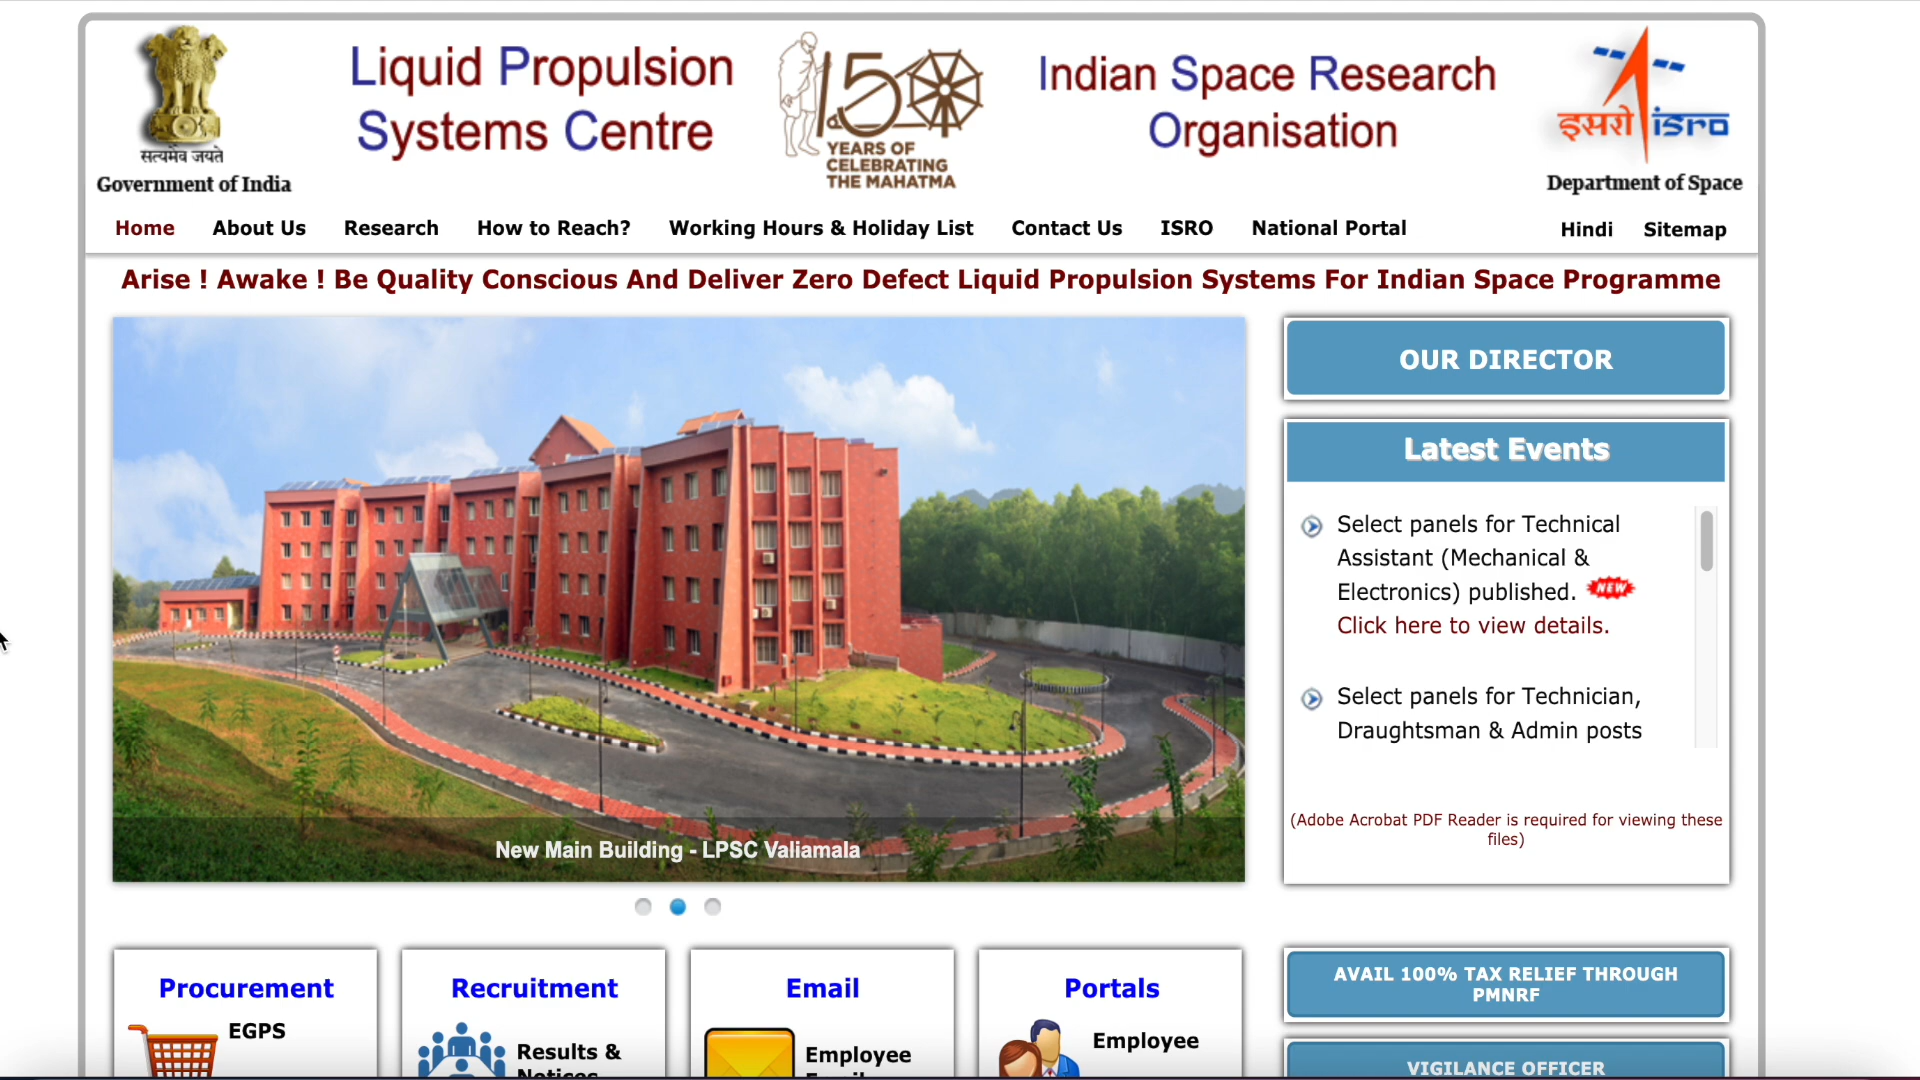 सत्यमेव जयते
Government of India
Liquid Propulsion
Systems Centre
150
YEARS OF
CELEBRATING
THE MAHATMA
Indian Space Research
Organisation
इसरो isro
Department of Space
Home About Us Research How to Reach? Working Hours & Holiday List Contact Us ISRO National Portal Hindi Sitemap
Arise ! Awake ! Be Quality Conscious And Deliver Zero Defect Liquid Propulsion Systems For Indian Space Programme
New Main Building - LPSC Valiamala
OUR DIRECTOR
Latest Events
Select panels for Technical
Assistant (Mechanical &
Electronics) published. NEW
Click here to view details.
Select panels for Technician,
Draughtsman & Admin posts
(Adobe Acrobat PDF Reader is required for viewing these
files)
Procurement
EGPS
Recruitment
Results &
Notices
Email
Employee
Portals
Employee
AVAIL 100% TAX RELIEF THROUGH
PMNRF
VIGILANCE OFFICER